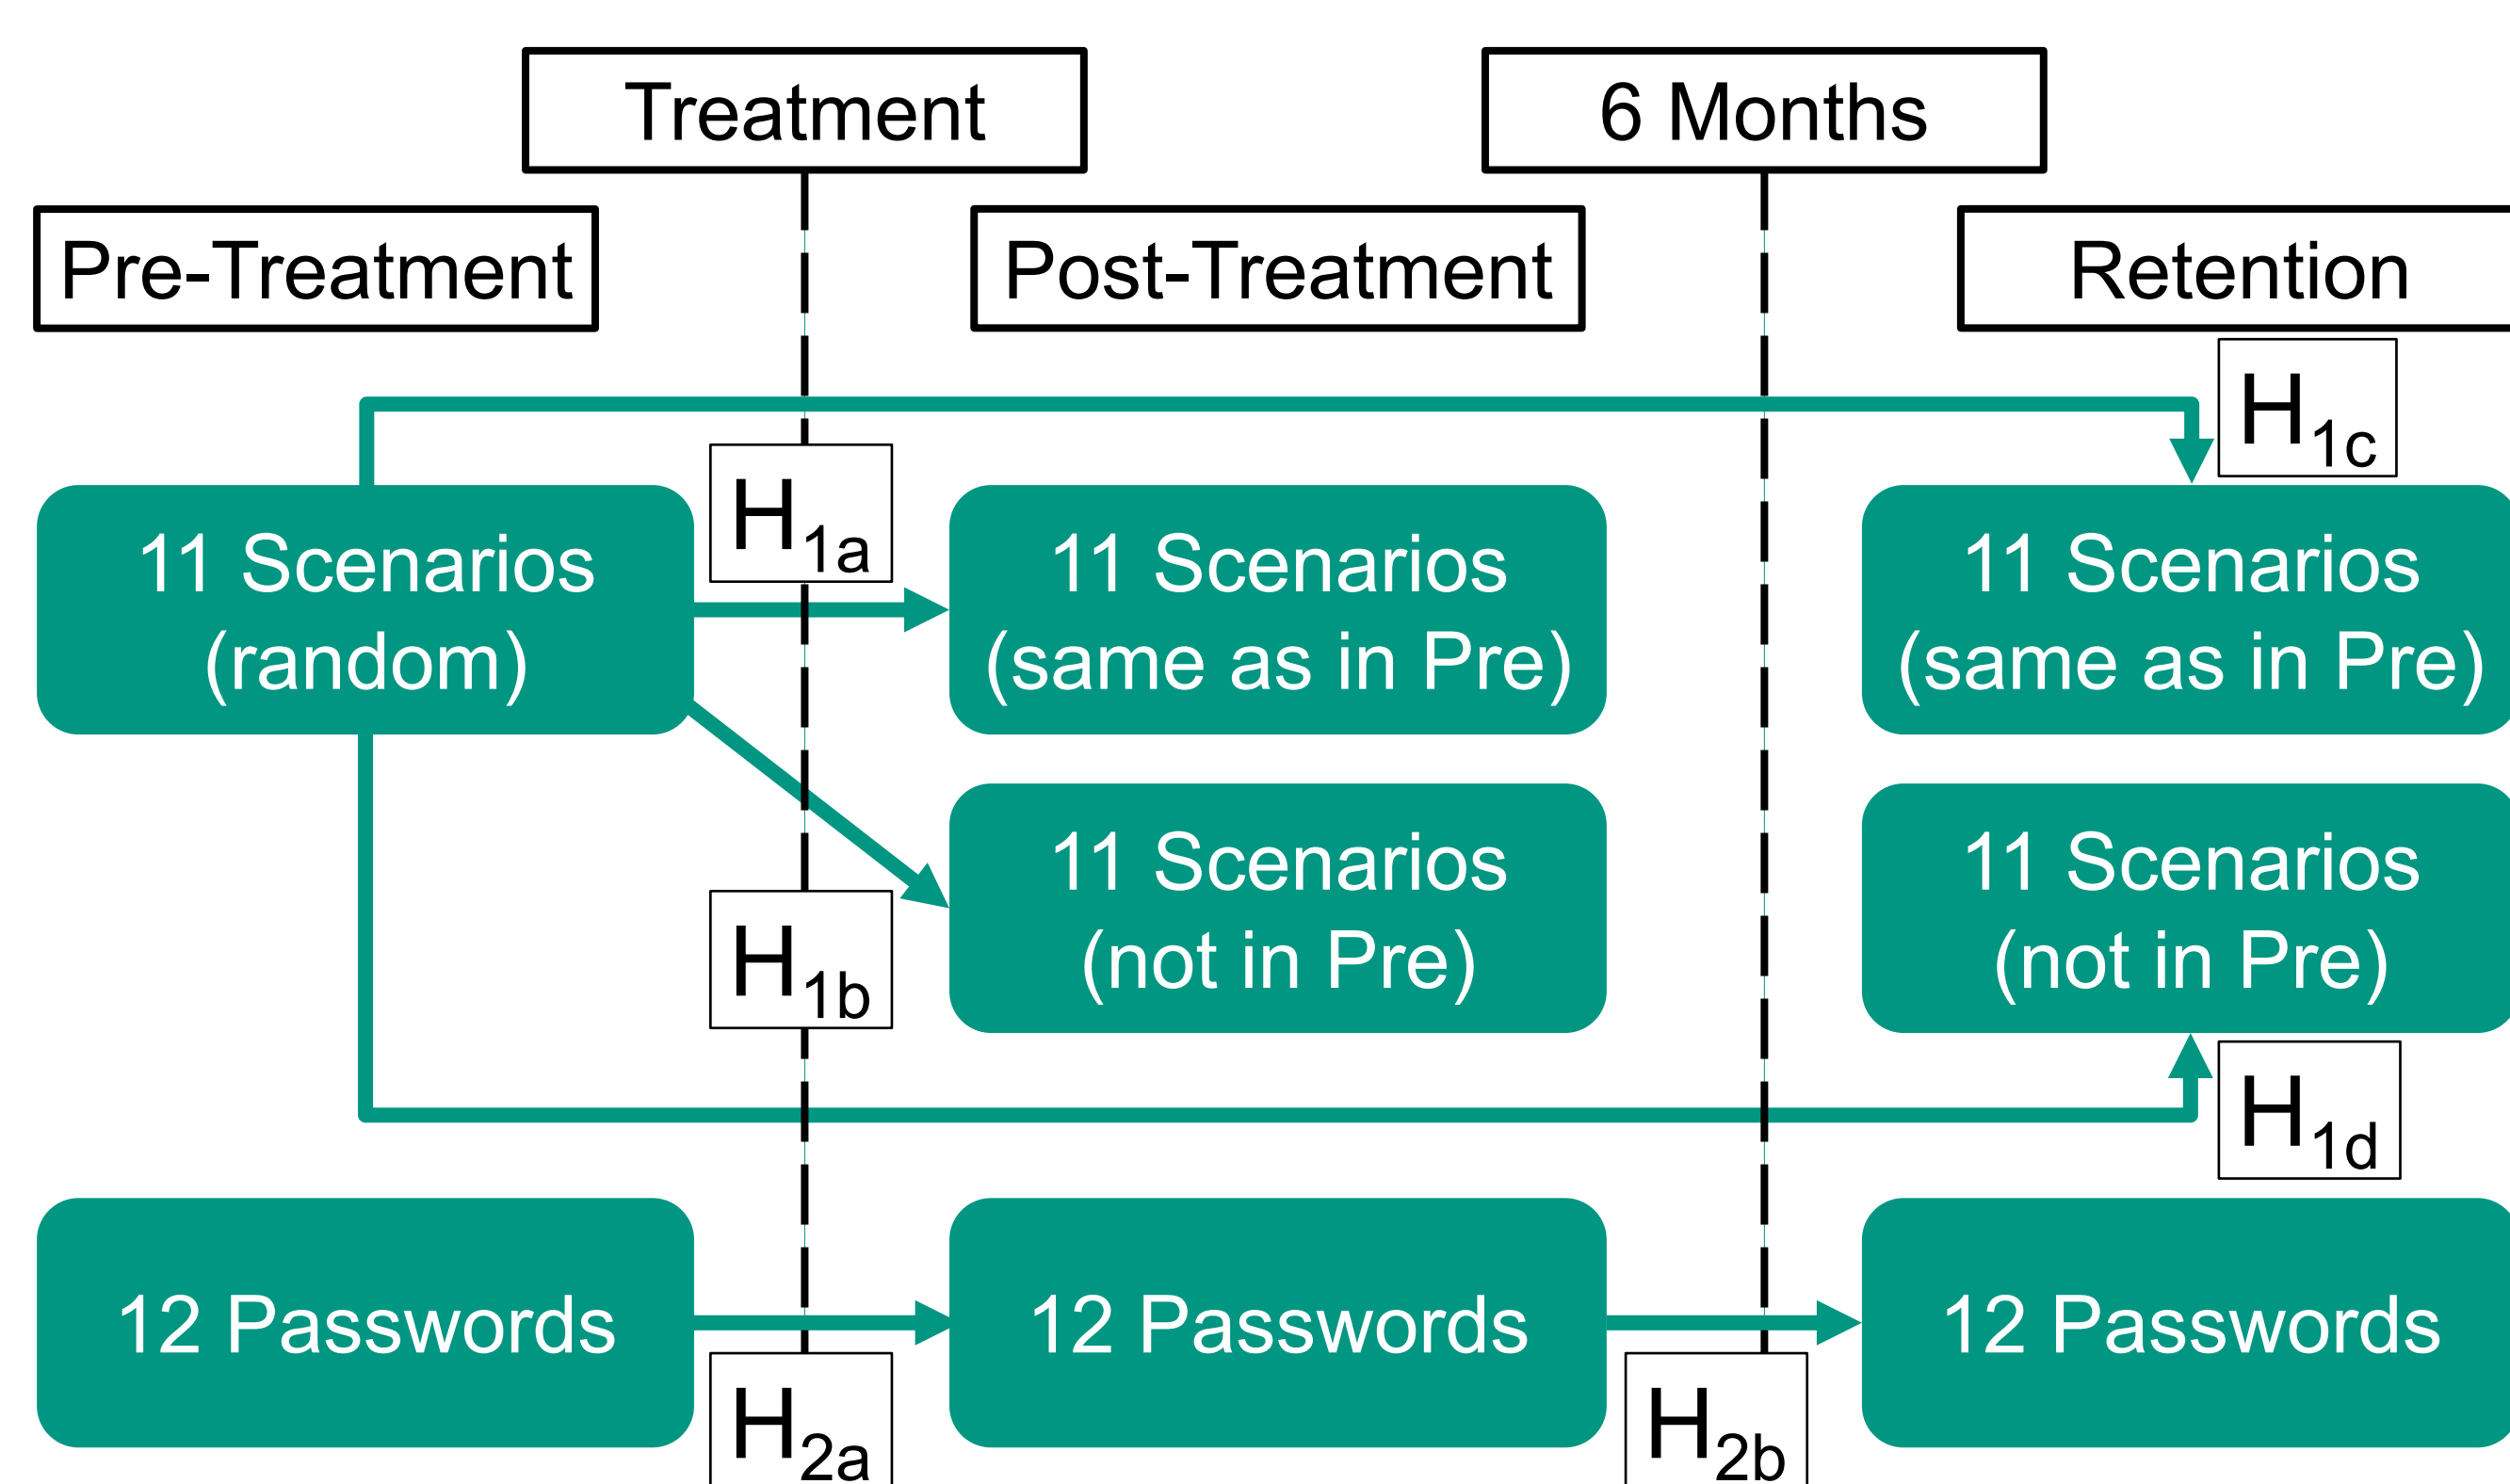 Treatment
6 Months
Pre-Treatment
Post-Treatment
Retention
H1c
H1a
11 Scenarios
(random)
11 Scenarios
(same as in Pre)
11 Scenarios
(same as in Pre)
H1b
11 Scenarios
(not in Pre)
11 Scenarios
(not in Pre)
H1d
12 Passwords
12 Passwords
12 Passwords
H2a
H2b